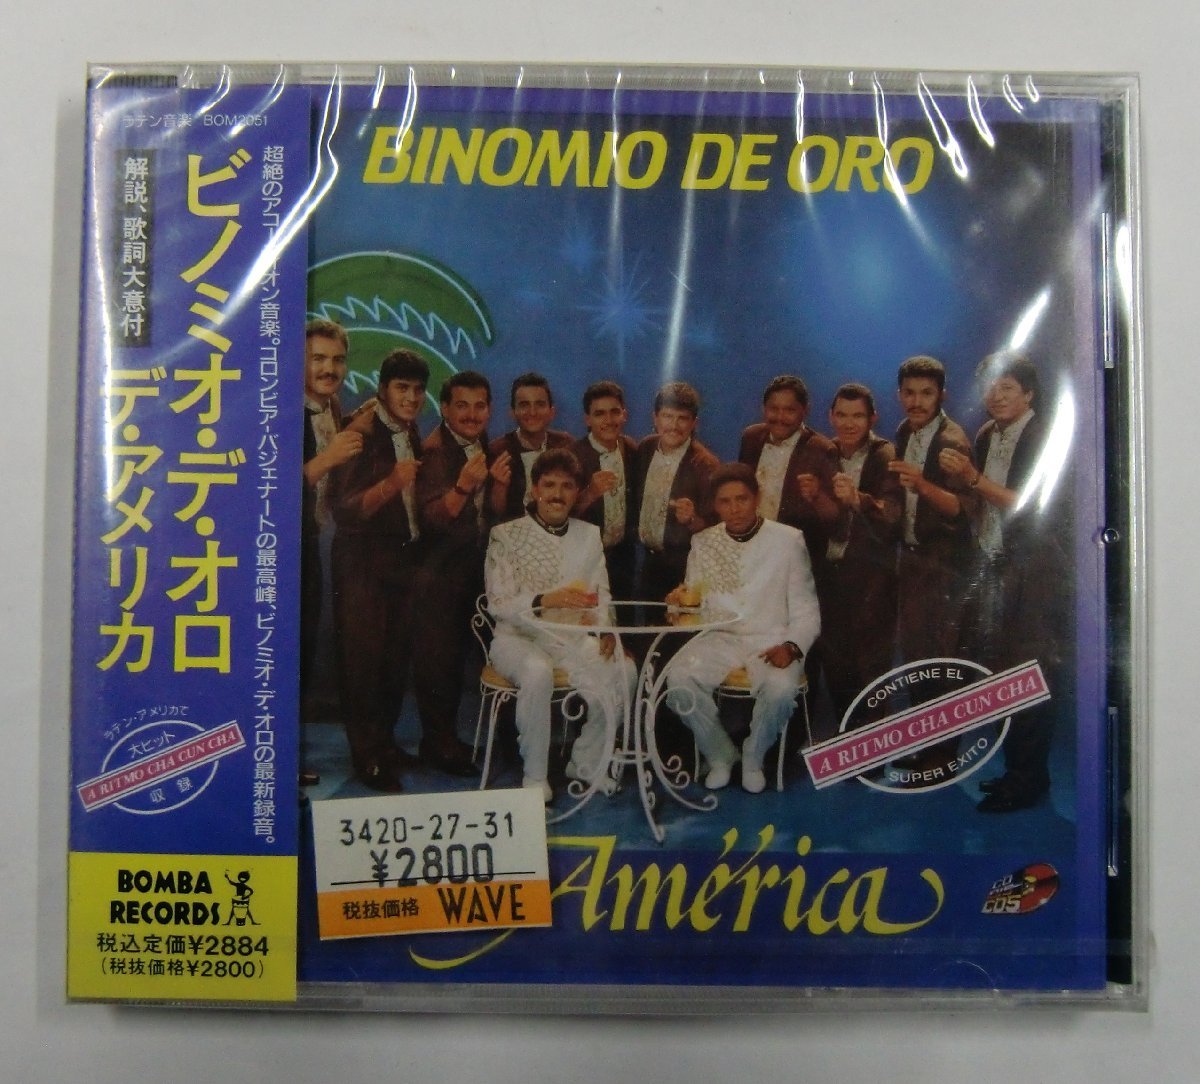 ラテン音楽 BOM2051
解説、歌詞大意付
ビノミオ・デ・オロ
デ・アメリカ
超絶のアコーディオン音楽。コロンビア-バジェナートの最高峰、ビノミオ・デ・オロの最新録音。
ラテン・アメリカで
大ヒット
A RITMO CHA CUN CHA
収録
BOMBA
RECORDS
税込定価¥2884
(税抜価格¥2800)
BINOMIO DE ORO
CONTIENE EL
A RITMO CHA CUN CHA
SUPER EXITO
América
3420-27-31
¥2800
税抜価格 WAVE
CDS